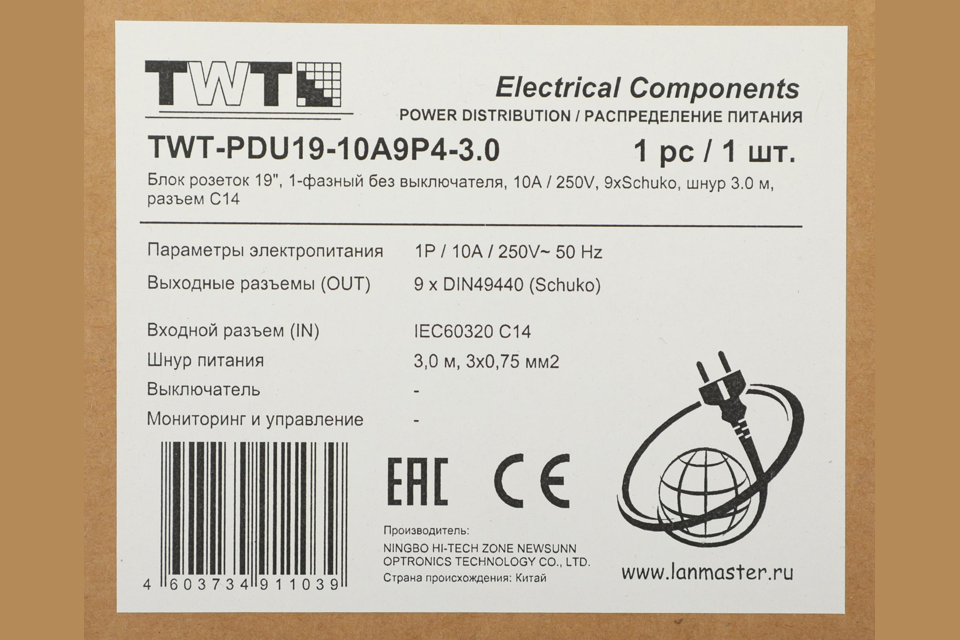 TWT
Electrical Components
POWER DISTRIBUTION / РАСПРЕДЕЛЕНИЕ ПИТАНИЯ
TWT-PDU19-10A9P4-3.0 1 pc / 1 шт.
Блок розеток 19", 1-фазный без выключателя, 10A / 250V, 9xSchuko, шнур 3.0 м,
разъем C14
Параметры электропитания 1P / 10A / 250V~ 50 Hz
Выходные разъемы (OUT) 9 x DIN49440 (Schuko)
Входной разъем (IN) IEC60320 C14
Шнур питания 3,0 м, 3x0,75 мм2
Выключатель -
Мониторинг и управление -
EAC CE
Производитель:
NINGBO HI-TECH ZONE NEWSUNN
OPTRONICS TECHNOLOGY CO., LTD.
Страна происхождения: Китай
4 603734 911039
www.lanmaster.ru